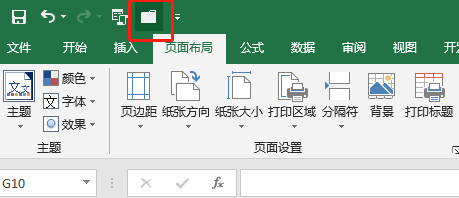 文件 开始 插入 页面布局 公式 数据 审阅 视图
颜色
字体
效果
主题 页边距 纸张方向 纸张大小 打印区域 分隔符 背景 打印标题
主题 页面设置
G10 fx